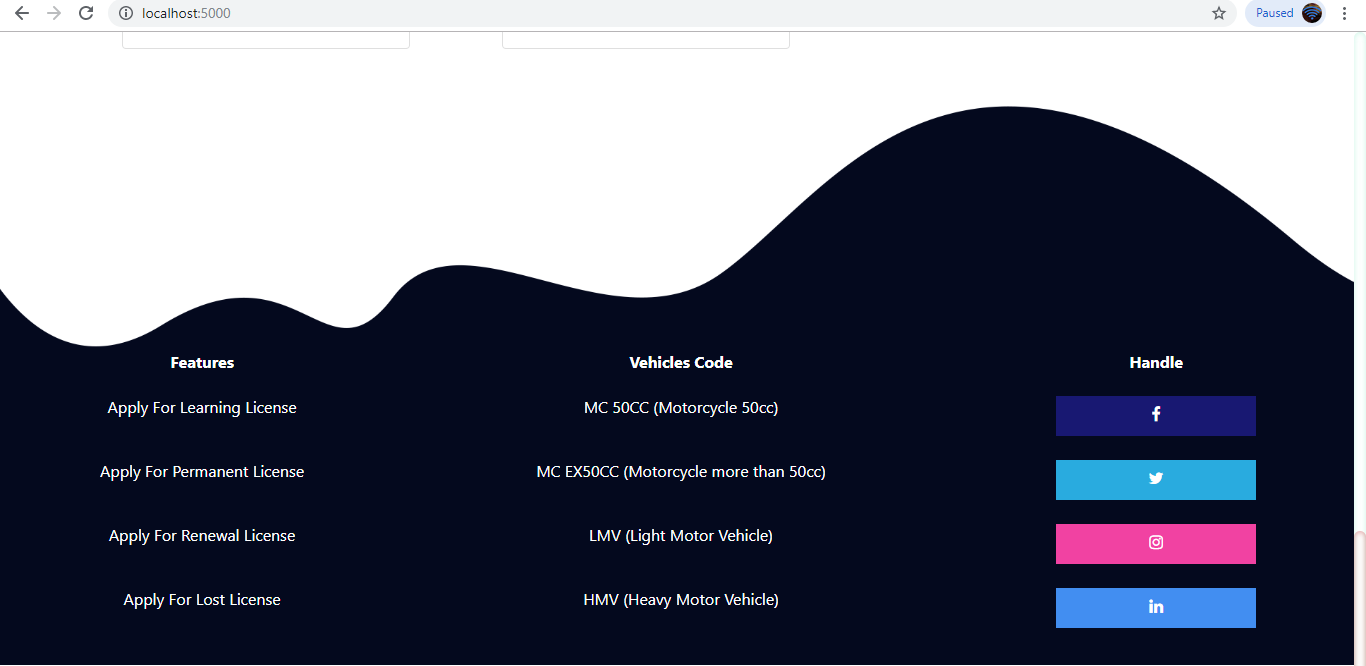 localhost:5000
Paused
Features
Vehicles Code
Handle
Apply For Learning License
MC 50CC (Motorcycle 50cc)
Apply For Permanent License
MC EX50CC (Motorcycle more than 50cc)
Apply For Renewal License
LMV (Light Motor Vehicle)
Apply For Lost License
HMV (Heavy Motor Vehicle)